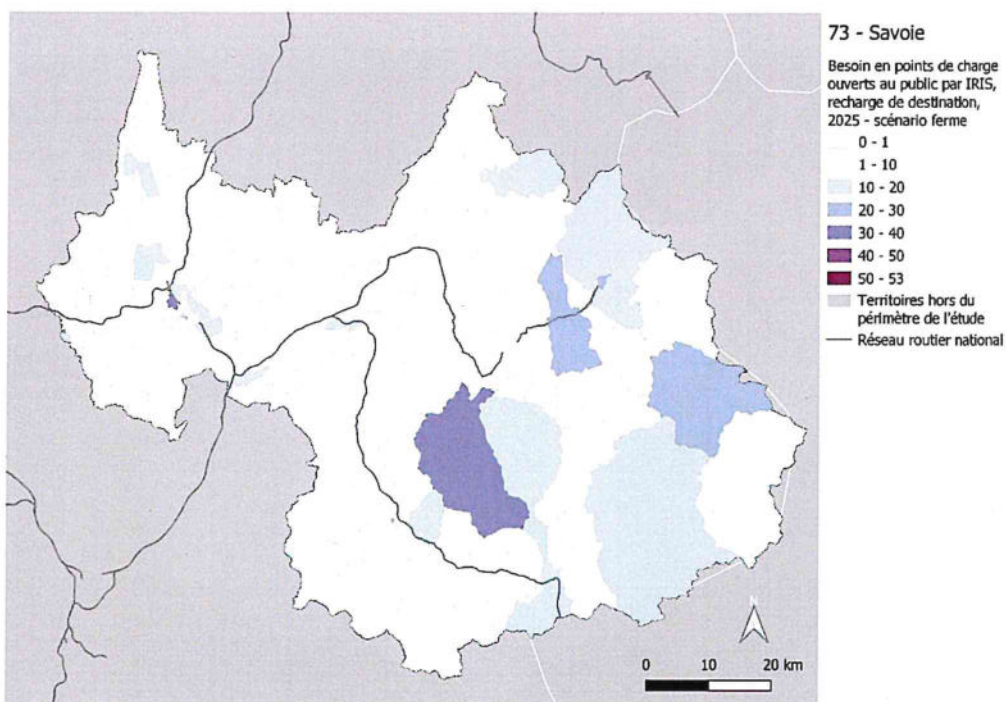 73 - Savoie
Besoin en points de charge
ouverts au public par IRIS,
recharge de destination,
2025 - scénario ferme
0 - 1
1 - 10
10 - 20
20 - 30
30 - 40
40 - 50
50 - 53
Territoires hors du
périmètre de l'étude
Réseau routier national
N
0 10 20 km